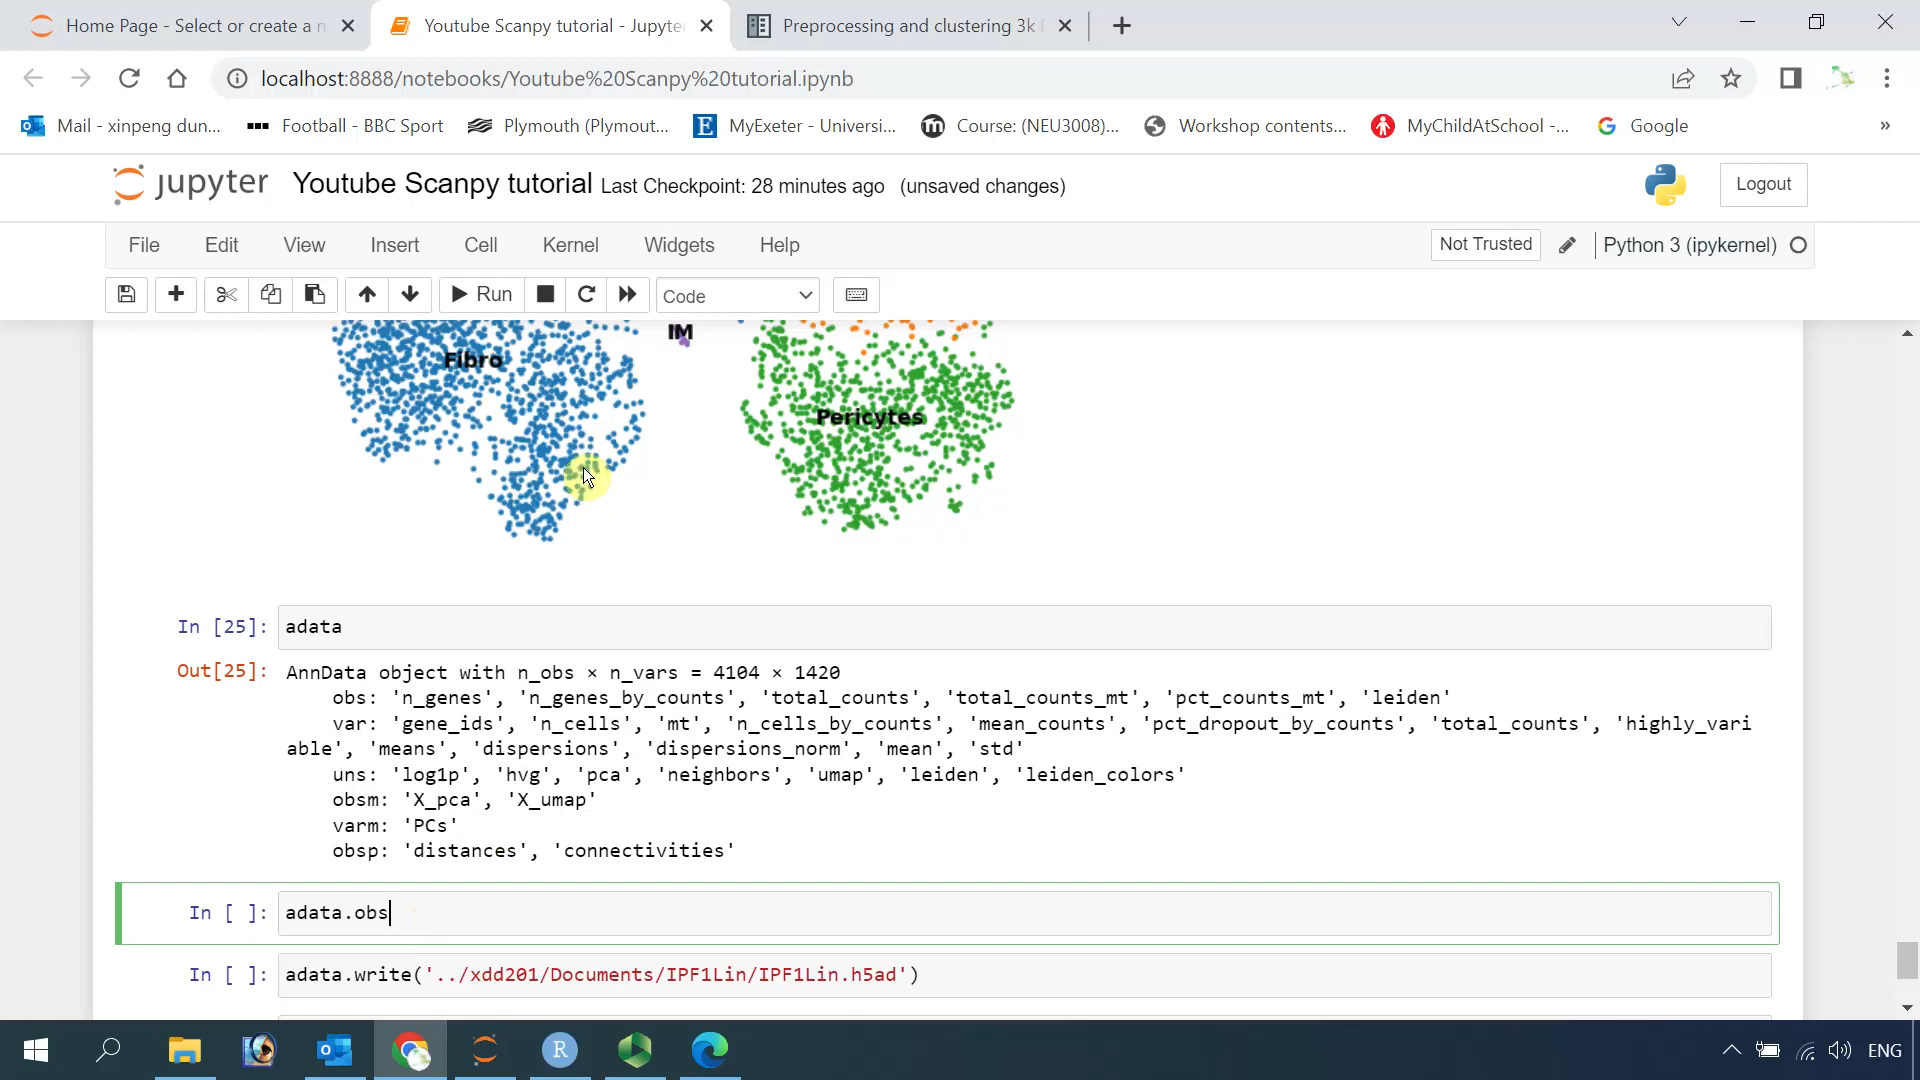 Home Page - Select or create a n
Youtube Scanpy tutorial - Jupyte
Preprocessing and clustering 3k
localhost:8888/notebooks/Youtube%20Scanpy%20tutorial.ipynb
Mail - xinpeng dun...
Football - BBC Sport
Plymouth (Plymout...
E
MyExeter - Universi...
Course: (NEU3008)...
Workshop contents...
MyChildAtSchool -...
Google
»
jupyter
Youtube Scanpy tutorial Last Checkpoint: 28 minutes ago (unsaved changes)
Logout
File
Edit
View
Insert
Cell
Kernel
Widgets
Help
Not Trusted
Python 3 (ipykernel)
Run
Code
IM
Fibro
Pericytes
In [25]: adata
Out[25]: AnnData object with n_obs × n_vars = 4104 × 1420
obs: 'n_genes', 'n_genes_by_counts', 'total_counts', 'total_counts_mt', 'pct_counts_mt', 'leiden'
var: 'gene_ids', 'n_cells', 'mt', 'n_cells_by_counts', 'mean_counts', 'pct_dropout_by_counts', 'total_counts', 'highly_vari
able', 'means', 'dispersions', 'dispersions_norm', 'mean', 'std'
uns: 'log1p', 'hvg', 'pca', 'neighbors', 'umap', 'leiden', 'leiden_colors'
obsm: 'X_pca', 'X_umap'
varm: 'PCs'
obsp: 'distances', 'connectivities'
In [ ]: adata.obs
In [ ]: adata.write('../xdd201/Documents/IPF1Lin/IPF1Lin.h5ad')
R
ENG